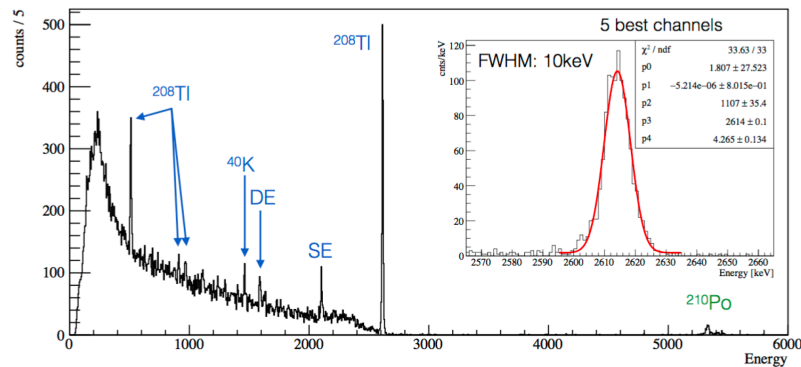 5 best channels
counts / 5
500
400
300
200
100
0
0 1000 2000 3000 4000 5000 6000
Energy
²⁰⁸Tl
²⁰⁸Tl
⁴⁰K
DE
SE
²¹⁰Po
cnts/keV
120
100
80
60
40
20
0
2570 2580 2590 2600 2610 2620 2630 2640 2650 2660
Energy [keV]
FWHM: 10keV
χ² / ndf 33.63 / 33
p0 1.807 ± 27.523
p1 −5.214e−06 ± 8.015e−01
p2 1107 ± 35.4
p3 2614 ± 0.1
p4 4.265 ± 0.134